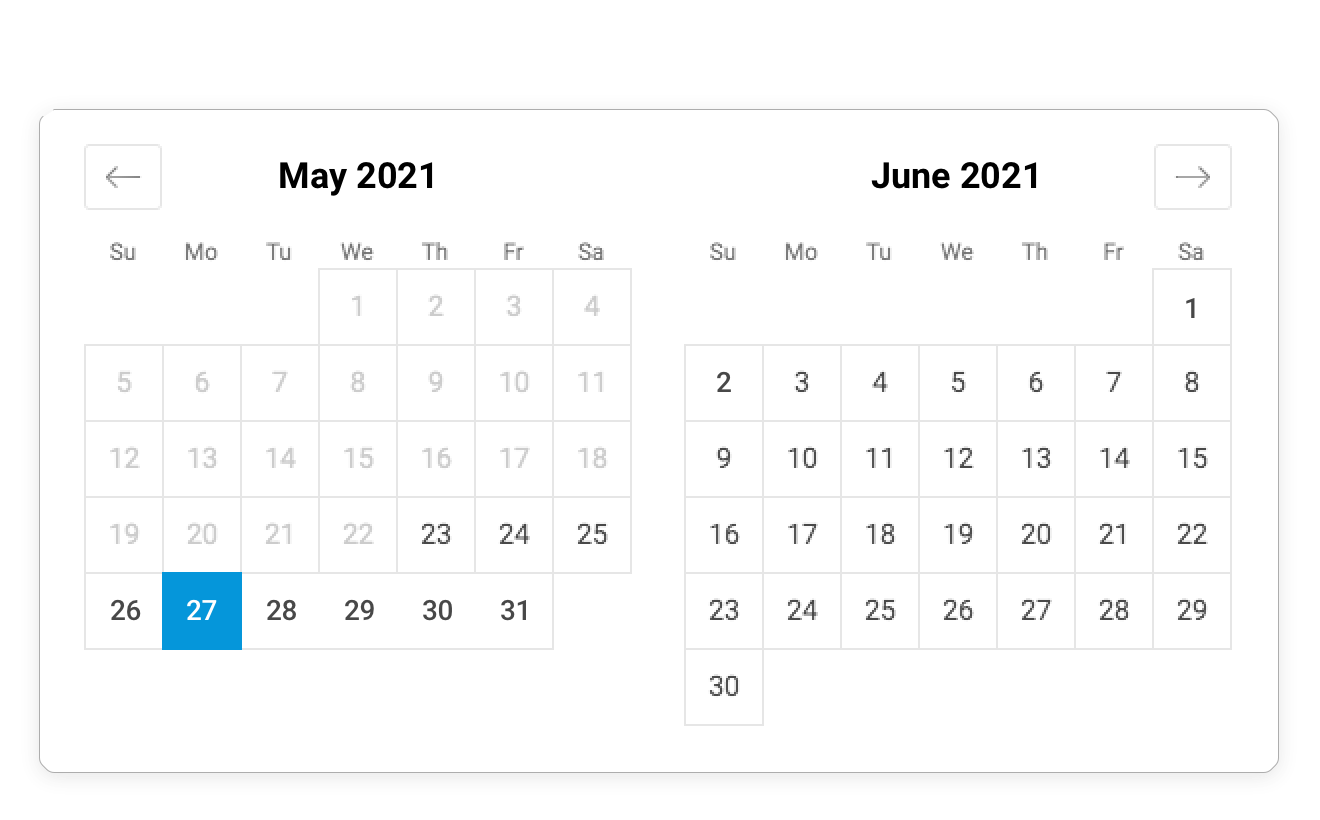 May 2021 June 2021
Su Mo Tu We Th Fr Sa Su Mo Tu We Th Fr Sa
1 2 3 4 1
5 6 7 8 9 10 11 2 3 4 5 6 7 8
12 13 14 15 16 17 18 9 10 11 12 13 14 15
19 20 21 22 23 24 25 16 17 18 19 20 21 22
26 27 28 29 30 31 23 24 25 26 27 28 29
30